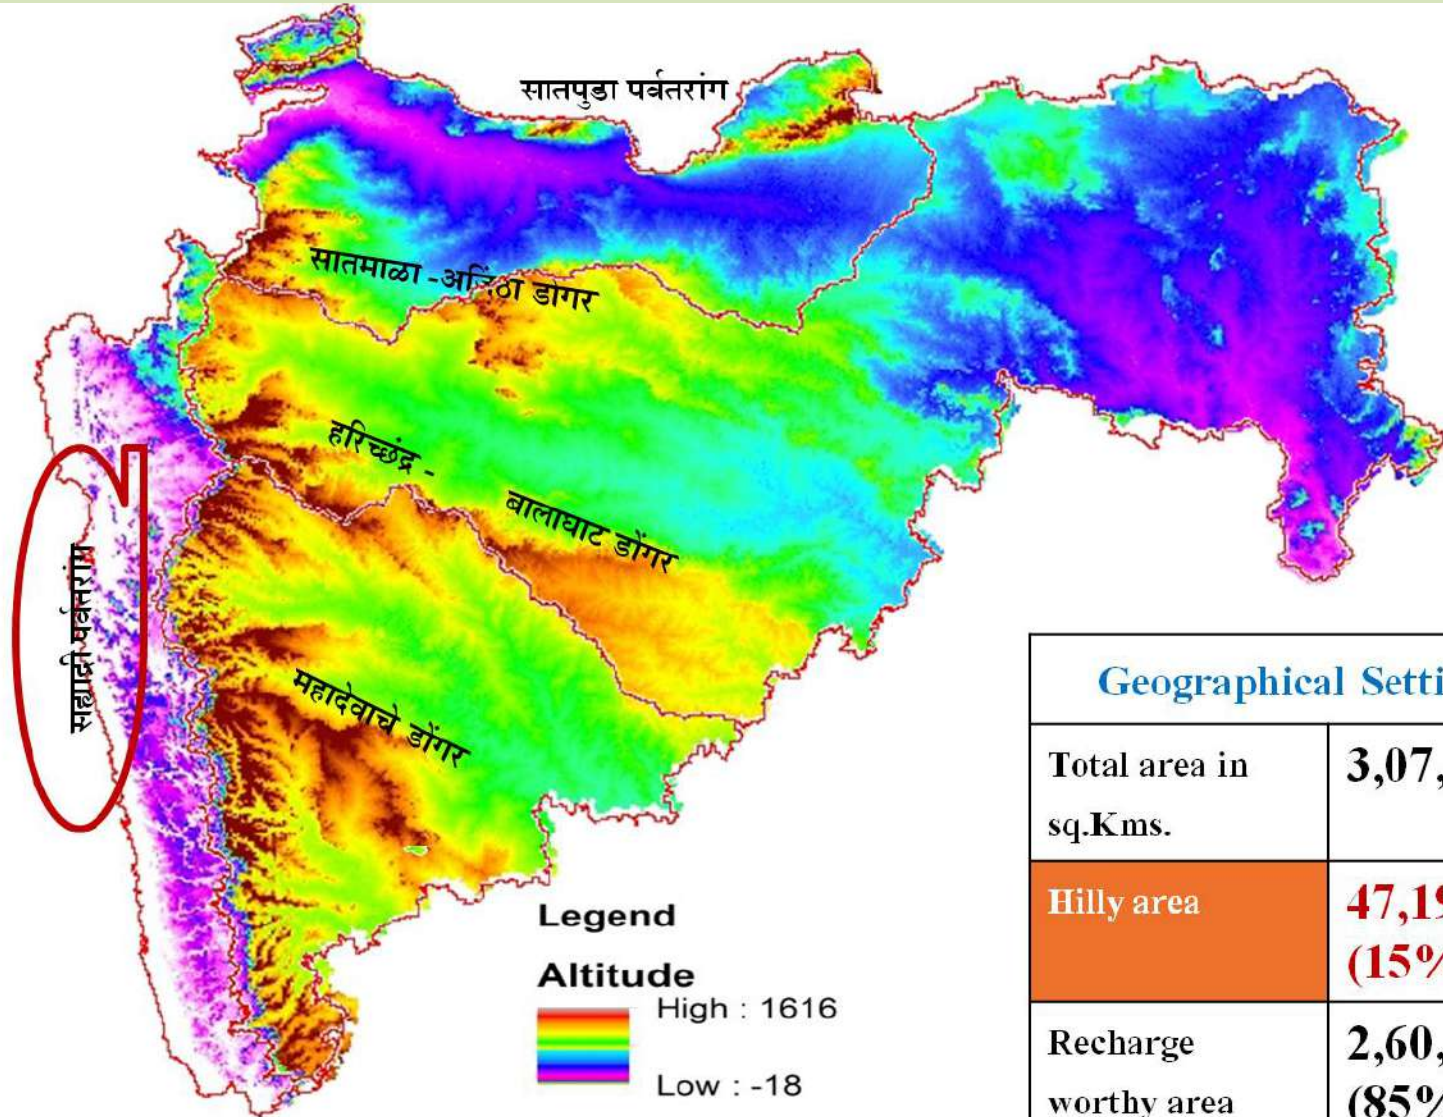 सातपुडा पर्वतरांग
सातमाळा -अजिंठा डोंगर
हरिच्छंद्र -
बालाघाट डोंगर
सह्याद्री पर्वतरांग
महादेवाचे डोंगर
Legend
Altitude
High : 1616
Low : -18
Geographical Setti
Total area in
sq.Kms.
3,07,
Hilly area
47,19
(15%
Recharge
worthy area
2,60,
(85%